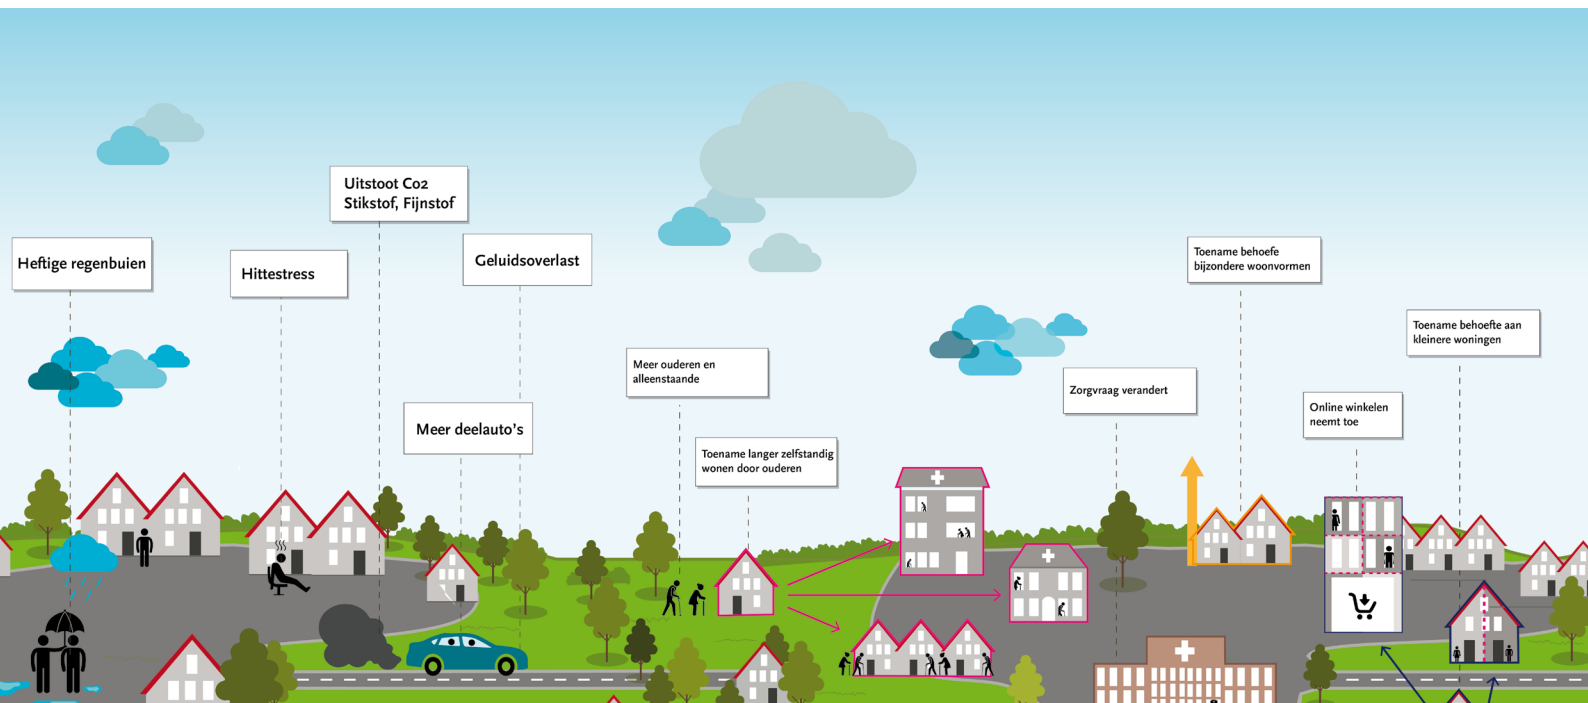 Uitstoot Co2
Stikstof, Fijnstof
Heftige regenbuien
Hittestress
Geluidsoverlast
Meer deelauto's
Meer ouderen en
alleenstaande
Toename langer zelfstandig
wonen door ouderen
Zorgvraag verandert
Toename behoefe
bijzondere woonvormen
Online winkelen
neemt toe
Toename behoefte aan
kleinere woningen